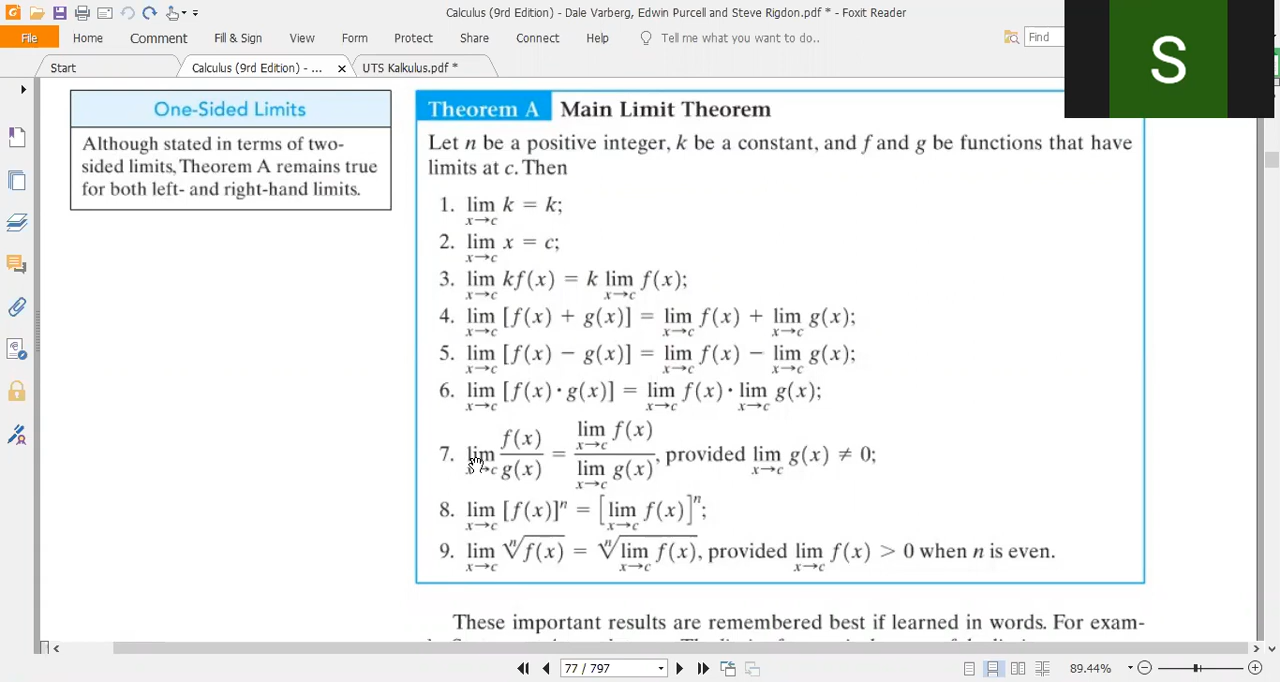 Calculus (9rd Edition) - Dale Varberg, Edwin Purcell and Steve Rigdon.pdf * - Foxit Reader
File Home Comment Fill & Sign View Form Protect Share Connect Help Tell me what you want to do.. Find
Start Calculus (9rd Edition) - ... UTS Kalkulus.pdf *
S
One-Sided Limits
Although stated in terms of two-
sided limits, Theorem A remains true
for both left- and right-hand limits.
Theorem A Main Limit Theorem
Let n be a positive integer, k be a constant, and f and g be functions that have
limits at c. Then
1. lim x→c k = k;
2. lim x→c x = c;
3. lim x→c kf(x) = k lim x→c f(x);
4. lim x→c [f(x) + g(x)] = lim x→c f(x) + lim x→c g(x);
5. lim x→c [f(x) − g(x)] = lim x→c f(x) − lim x→c g(x);
6. lim x→c [f(x) · g(x)] = lim x→c f(x) · lim x→c g(x);
7. lim x→c f(x)/g(x) = lim x→c f(x) / lim x→c g(x), provided lim x→c g(x) ≠ 0;
8. lim x→c [f(x)]ⁿ = [lim x→c f(x)]ⁿ;
9. lim x→c ⁿ√f(x) = ⁿ√lim x→c f(x), provided lim x→c f(x) > 0 when n is even.
These important results are remembered best if learned in words. For exam-
77 / 797 89.44%